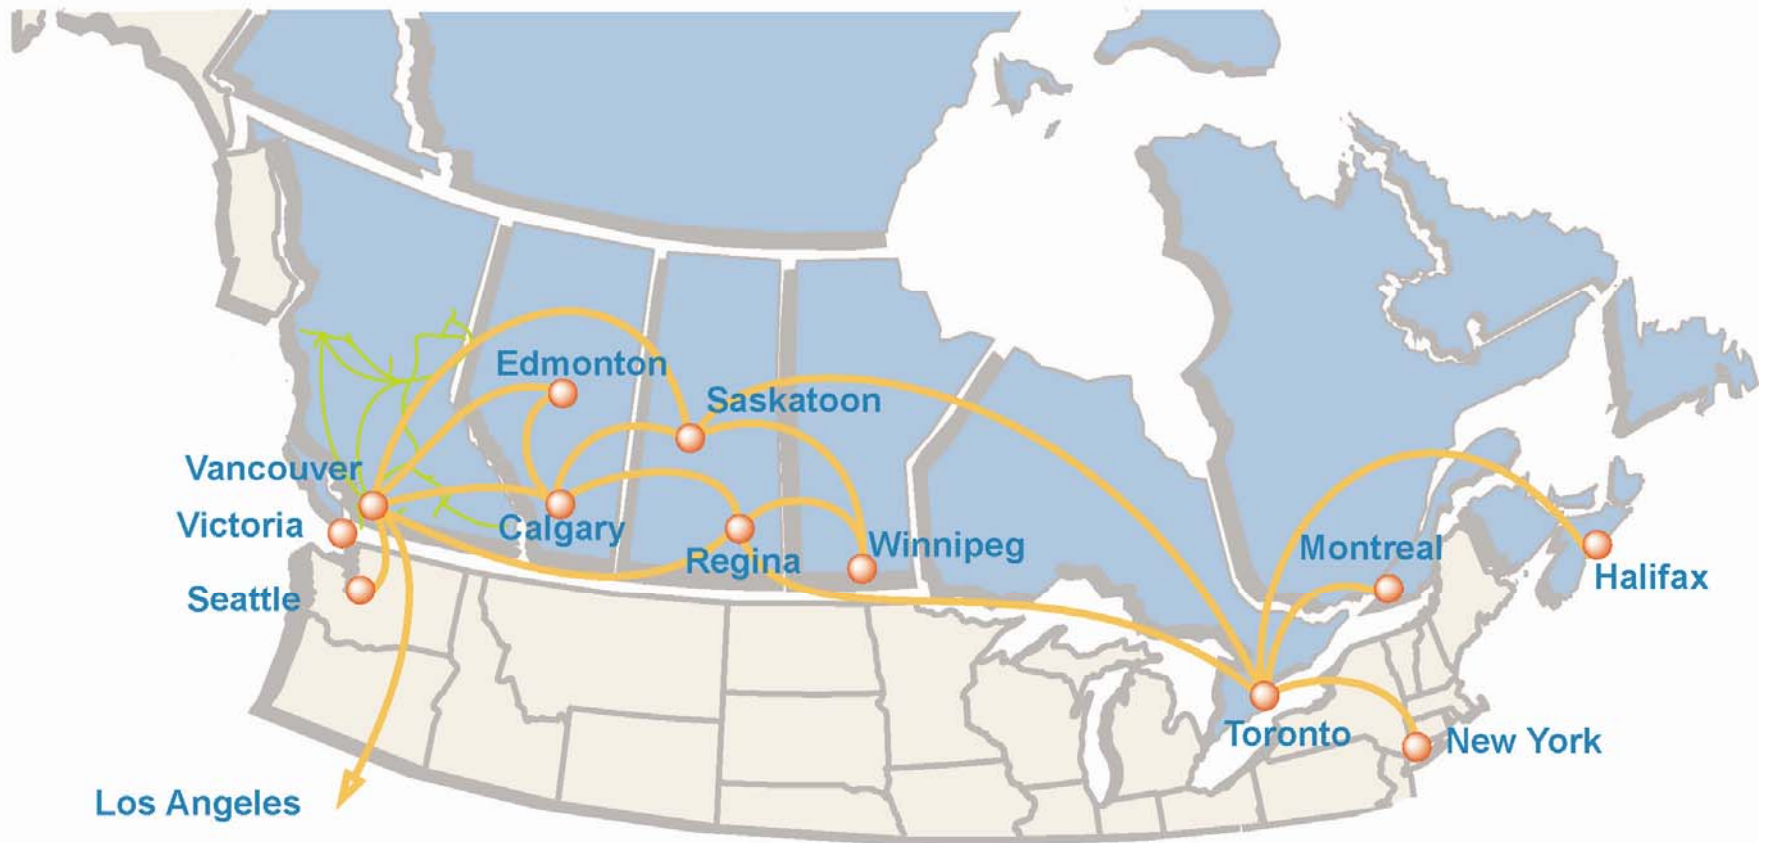 Edmonton
Saskatoon
Vancouver
Victoria
Calgary
Regina
Winnipeg
Montreal
Halifax
Seattle
Toronto
New York
Los Angeles